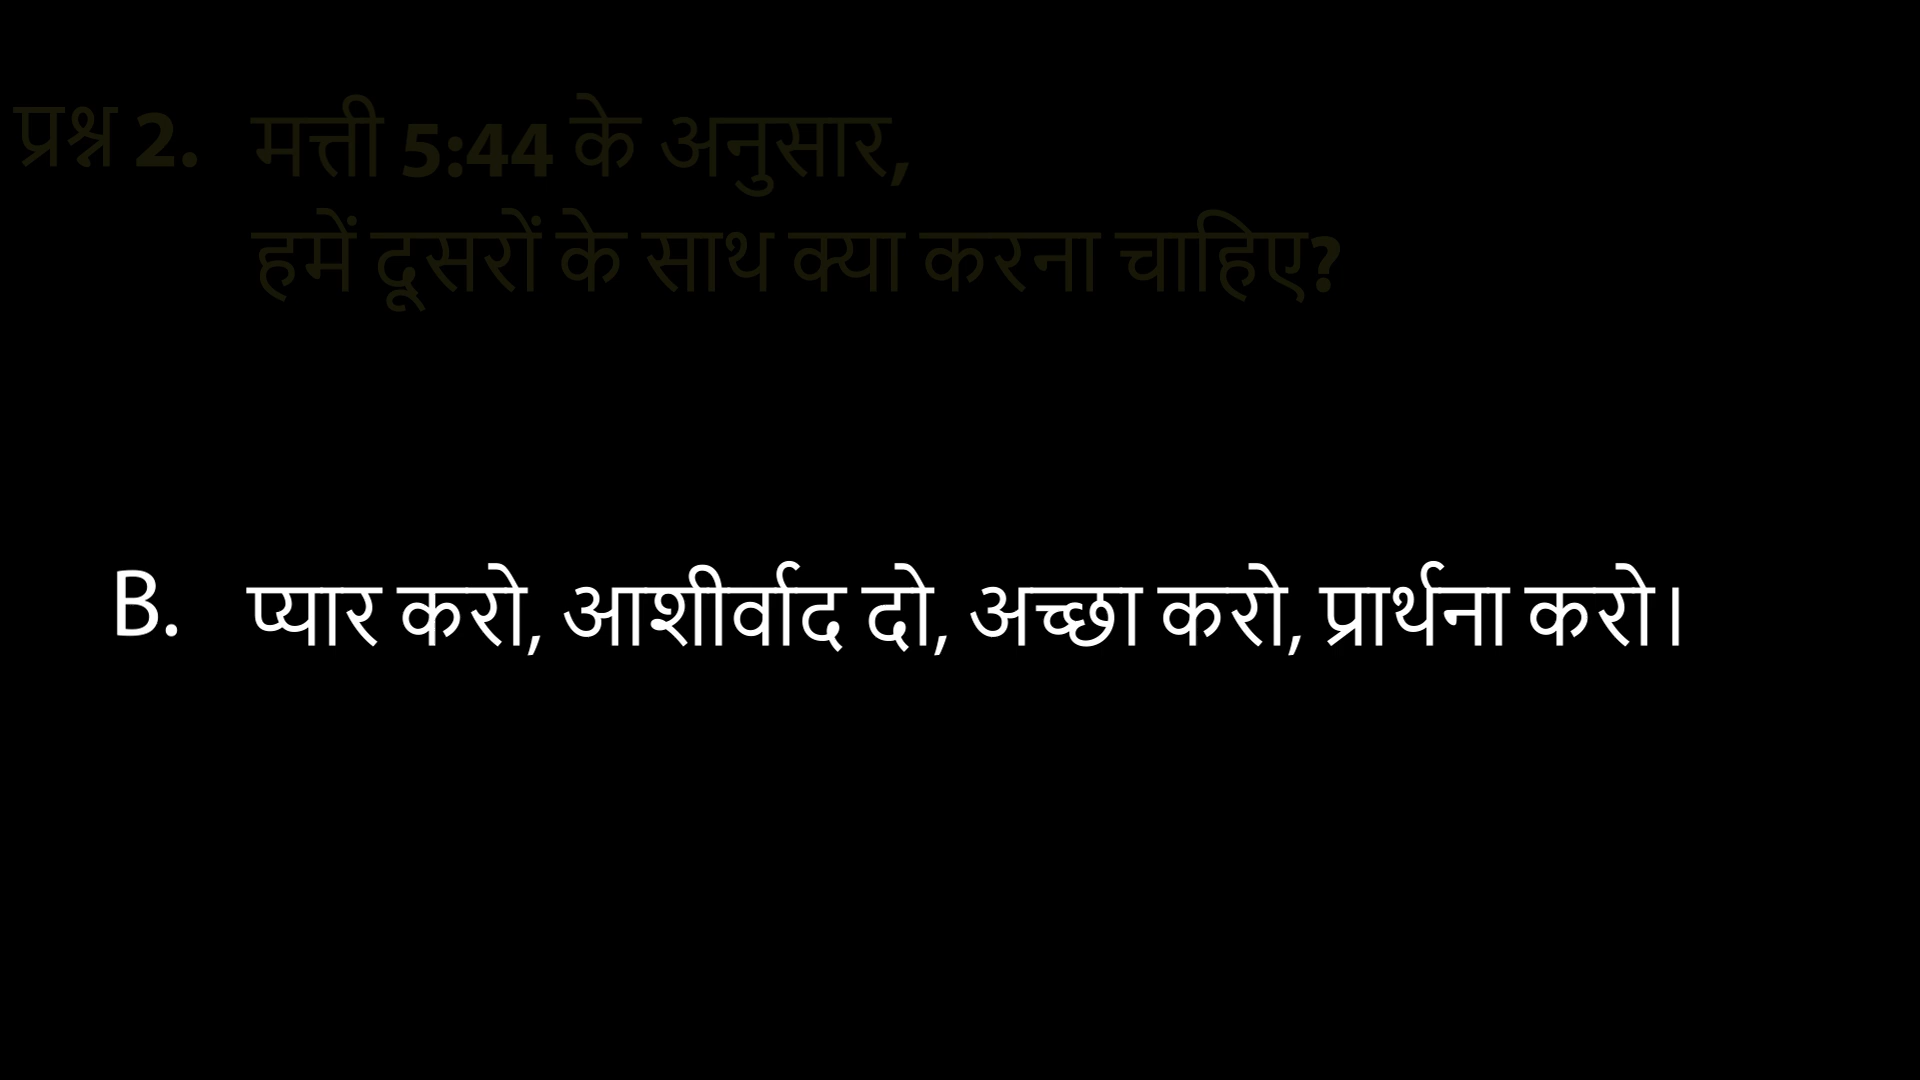 प्रश्न 2. मत्ती 5:44 के अनुसार,
हमें दूसरों के साथ क्या करना चाहिए?
B. प्यार करो, आशीर्वाद दो, अच्छा करो, प्रार्थना करो।